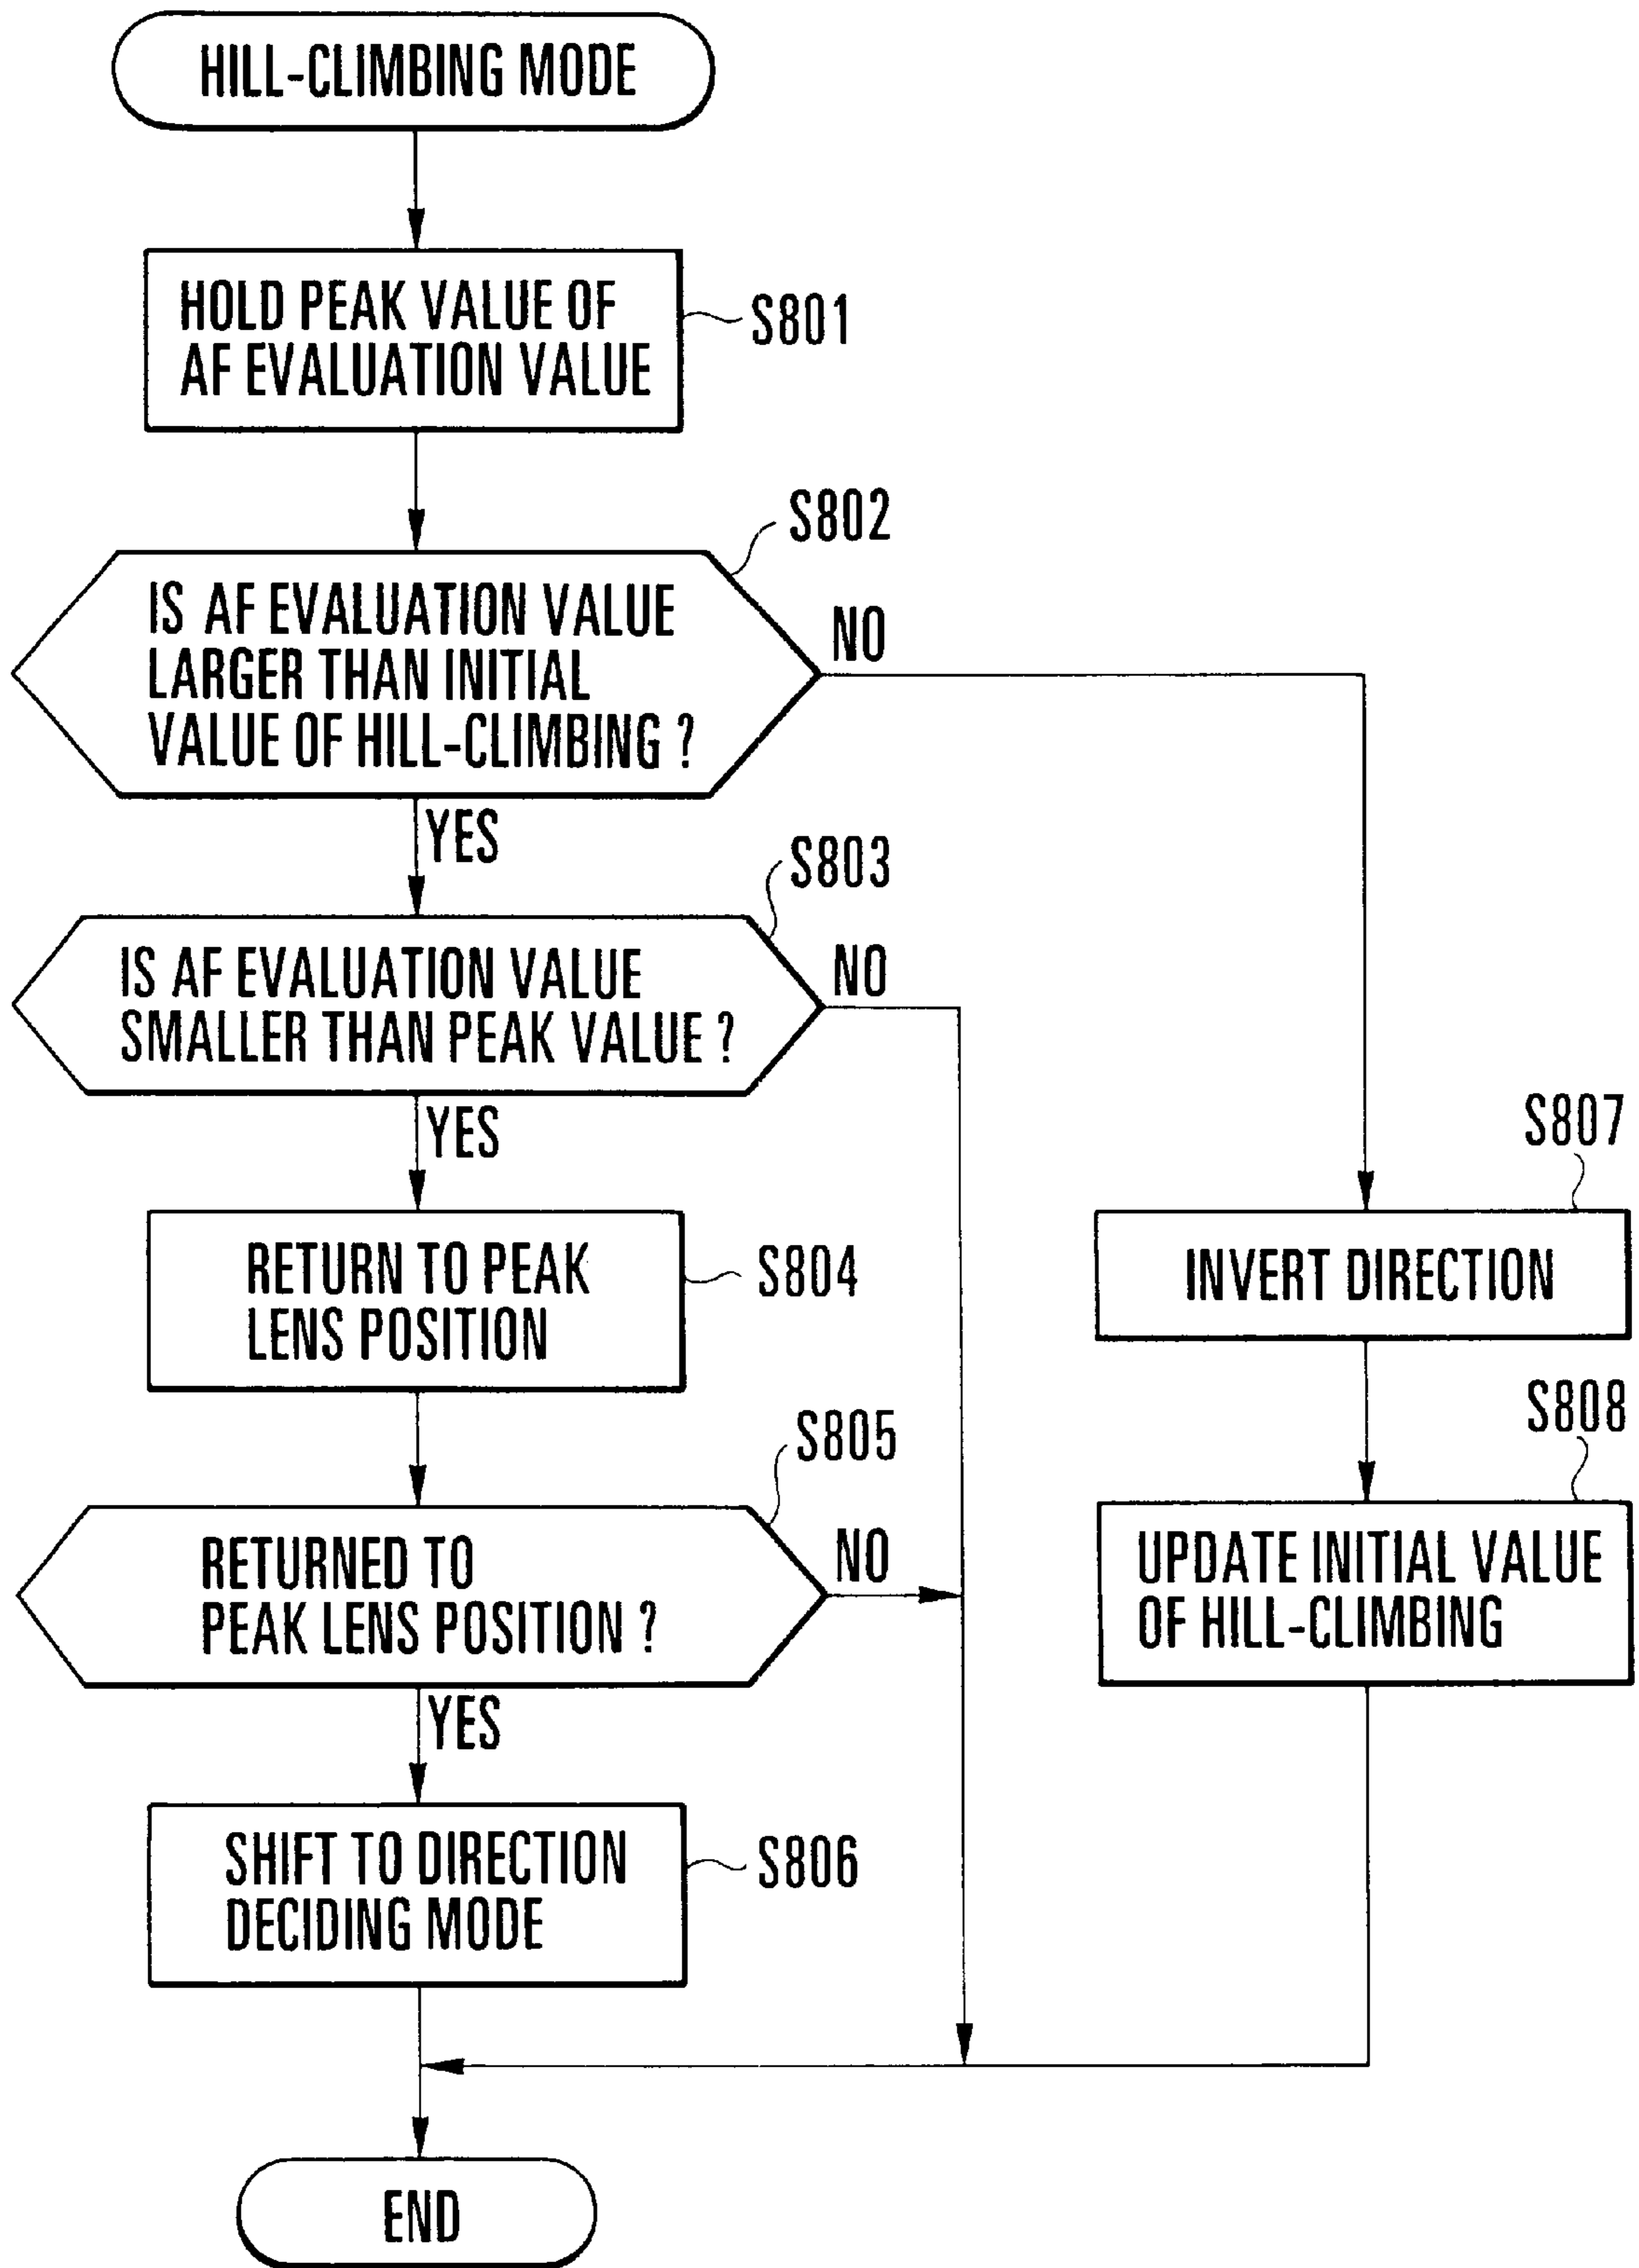 HILL-CLIMBING MODE
HOLD PEAK VALUE OF
AF EVALUATION VALUE
S801
S802
IS AF EVALUATION VALUE
LARGER THAN INITIAL
VALUE OF HILL-CLIMBING ?
NO
YES
S803
IS AF EVALUATION VALUE
SMALLER THAN PEAK VALUE ?
NO
YES
RETURN TO PEAK
LENS POSITION
S804
S805
RETURNED TO
PEAK LENS POSITION ?
NO
YES
SHIFT TO DIRECTION
DECIDING MODE
S806
S807
INVERT DIRECTION
S808
UPDATE INITIAL VALUE
OF HILL-CLIMBING
END